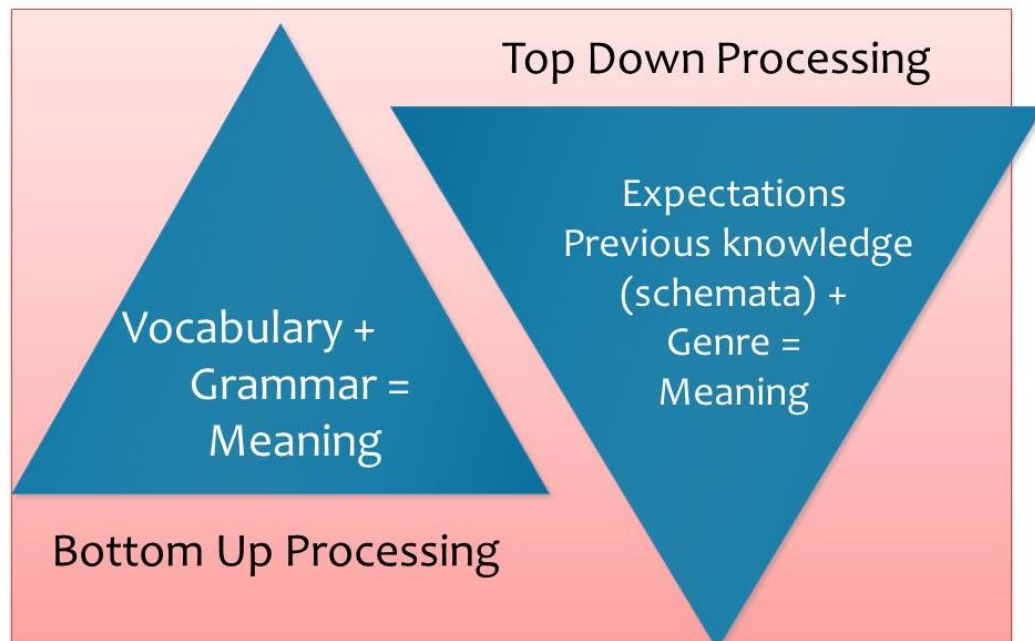 Top Down Processing
Expectations
Previous knowledge
(schemata) +
Genre =
Meaning
Vocabulary +
Grammar =
Meaning
Bottom Up Processing